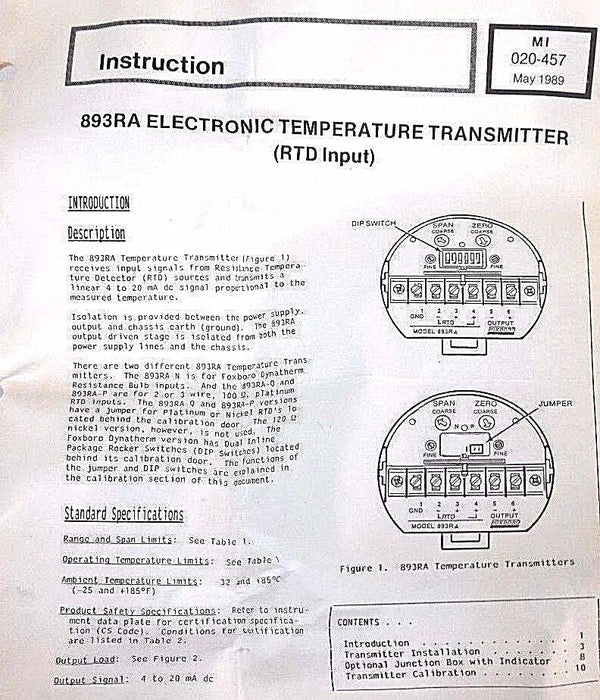 Instruction
MI
020-457
May 1989
893RA ELECTRONIC TEMPERATURE TRANSMITTER
(RTD Input)
INTRODUCTION
Description
The 893RA Temperature Transmitter (Figure 1)
receives input signals from Resistance Tempera-
ture Detector (RTD) sources and transmits a
linear 4 to 20 mA dc signal propotional to the
measured temperature.
Isolation is provided between the power supply,
output and chassis earth (ground). The 893RA
output driven stage is isolated from both the
power supply lines and the chassis.
There are two different 893RA Temperature Trans
mitters. The 893RA-N is for Foxboro Dynatherm
Resistance Bulb inputs. And the 893RA-Q and
893RA-P are for 2 or 3 wire, 100 Ω, platinum
RTD inputs. The 893RA-Q and 893RA-P versions
have a jumper for Platinum or Nickel RTD's lo
cated behind the calibration door. The 120 Ω
nickel version, however, is not used. The
Foxboro Dynatherm version has Dual Inline
Package Rocker Switches (DIP Switches) located
behind its calibration door. The functions of
the jumper and DIP switches are explained in
the calibration section of this document.
Standard Specifications
Range and Span Limits: See Table 1.
Operating Temperature Limits: See Table
Ambient Temperature Limits: 32 and +85°C
(-25 and +185°F)
Product Safety Specifications: Refer to instru-
ment data plate for certification specifica-
tion (CS Code). Conditions for certification
are listed in Table 2.
Output Load: See Figure 2.
Output Signal: 4 to 20 mA dc
DIP SWITCH
SPAN ZERO
COARSE COARSE
FINE FINE
1 2 3 4 5 6
GND LRTD OUTPUT
MODEL 893RA FOXBORO
JUMPER
SPAN ZERO
COARSE COARSE
N P
FINE FINE
1 2 3 4 5 6
GND LRTD OUTPUT
MODEL 893RA FOXBORO
Figure 1. 893RA Temperature Transmitters
CONTENTS . . .
Introduction . . . . . . . . . . . . 1
Transmitter Installation . . . . . . . 3
Optional Junction Box with Indicator . 8
Transmitter Calibration . . . . . . . 10